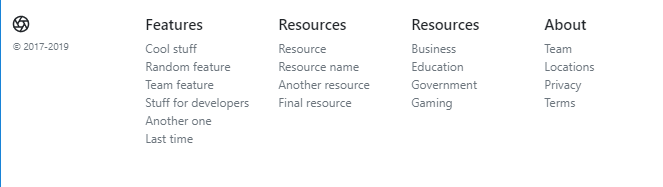 © 2017-2019
Features
Cool stuff
Random feature
Team feature
Stuff for developers
Another one
Last time
Resources
Resource
Resource name
Another resource
Final resource
Resources
Business
Education
Government
Gaming
About
Team
Locations
Privacy
Terms